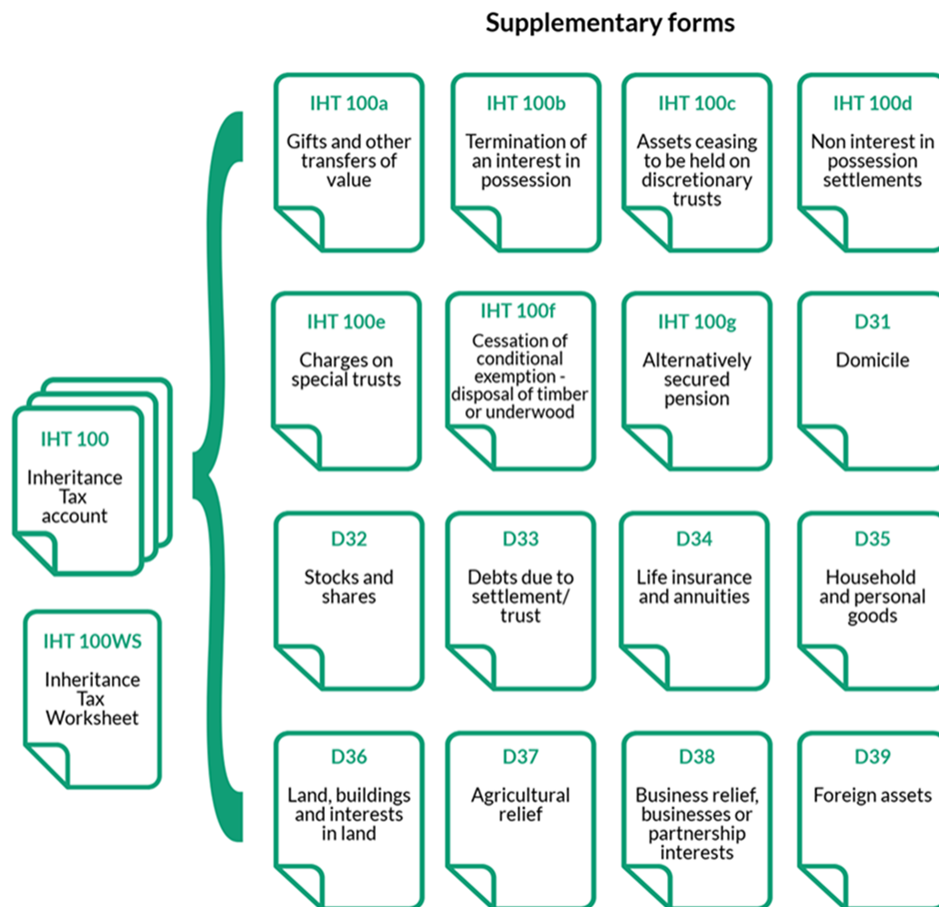 Supplementary forms
IHT 100a
Gifts and other
transfers of
value
IHT 100b
Termination of
an interest in
possession
IHT 100c
Assets ceasing
to be held on
discretionary
trusts
IHT 100d
Non interest in
possession
settlements
IHT 100e
Charges on
special trusts
IHT 100f
Cessation of
conditional
exemption -
disposal of timber
or underwood
IHT 100g
Alternatively
secured
pension
D31
Domicile
IHT 100
Inheritance
Tax
account
IHT 100WS
Inheritance
Tax
Worksheet
D32
Stocks and
shares
D33
Debts due to
settlement/
trust
D34
Life insurance
and annuities
D35
Household
and personal
goods
D36
Land, buildings
and interests
in land
D37
Agricultural
relief
D38
Business relief,
businesses or
partnership
interests
D39
Foreign assets